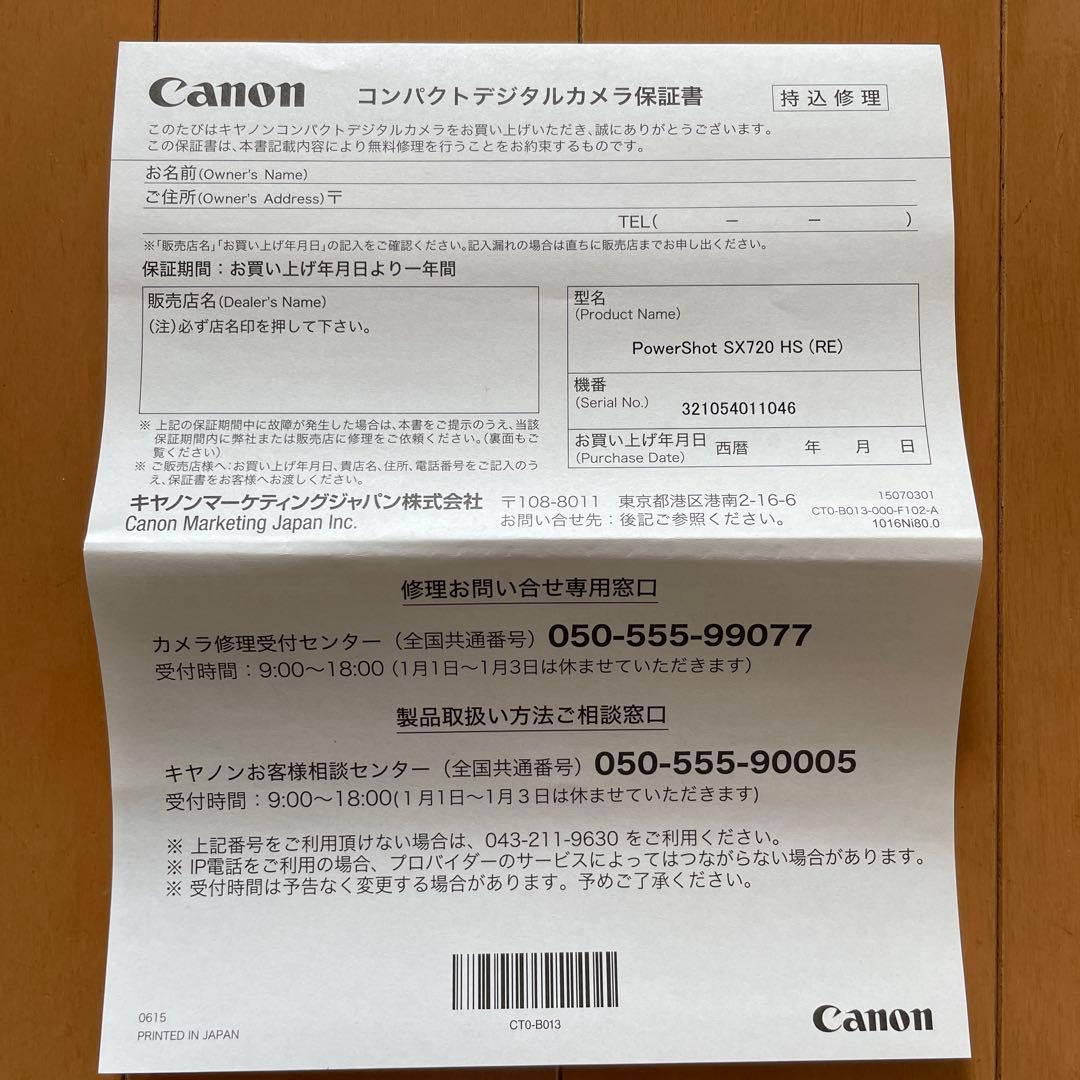 Canon コンパクトデジタルカメラ保証書 持込修理
このたびはキヤノンコンパクトデジタルカメラをお買い上げいただき、誠にありがとうございます。
この保証書は、本書記載内容により無料修理を行うことをお約束するものです。
お名前(Owner's Name)
ご住所(Owner's Address)〒
TEL( － － )
※「販売店名」「お買い上げ年月日」の記入をご確認ください。記入漏れの場合は直ちに販売店までお申し出ください。
保証期間：お買い上げ年月日より一年間
販売店名(Dealer's Name)
(注)必ず店名印を押して下さい。
型名
(Product Name)
PowerShot SX720 HS (RE)
機番
(Serial No.) 321054011046
お買い上げ年月日
(Purchase Date) 西暦 年 月 日
※ 上記の保証期間中に故障が発生した場合は、本書をご提示のうえ、当該
保証期間内に弊社または販売店に修理をご依頼ください。(裏面もご
覧ください)
※ ご販売店様へ:お買い上げ年月日、貴店名、住所、電話番号をご記入のう
え、保証書をお客様へお渡しください。
キヤノンマーケティングジャパン株式会社 〒108-8011 東京都港区港南2-16-6
Canon Marketing Japan Inc. お問い合せ先：後記ご参照ください。
15070301
CT0-B013-000-F102-A
1016Ni80.0
修理お問い合せ専用窓口
カメラ修理受付センター（全国共通番号）050-555-99077
受付時間：9:00～18:00 (1月1日～1月3日は休ませていただきます)
製品取扱い方法ご相談窓口
キヤノンお客様相談センター（全国共通番号）050-555-90005
受付時間：9:00～18:00(1月1日～1月3日は休ませていただきます)
※ 上記番号をご利用頂けない場合は、043-211-9630 をご利用ください。
※ IP電話をご利用の場合、プロバイダーのサービスによってはつながらない場合があります。
※ 受付時間は予告なく変更する場合があります。予めご了承ください。
CT0-B013
0615
PRINTED IN JAPAN
Canon